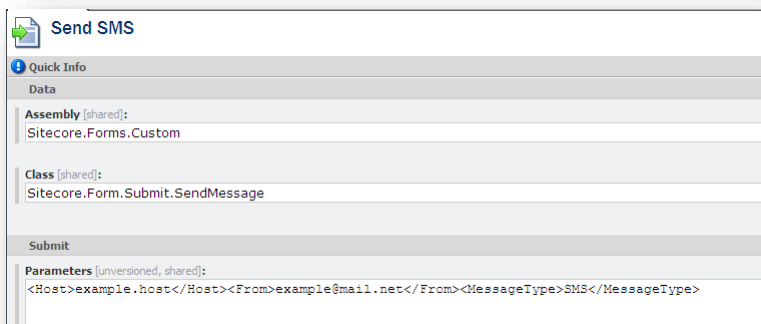 Send SMS
Quick Info
Data
Assembly [shared]:
Sitecore.Forms.Custom
Class [shared]:
Sitecore.Form.Submit.SendMessage
Submit
Parameters [unversioned, shared]:
<Host>example.host</Host><From>example@mail.net</From><MessageType>SMS</MessageType>